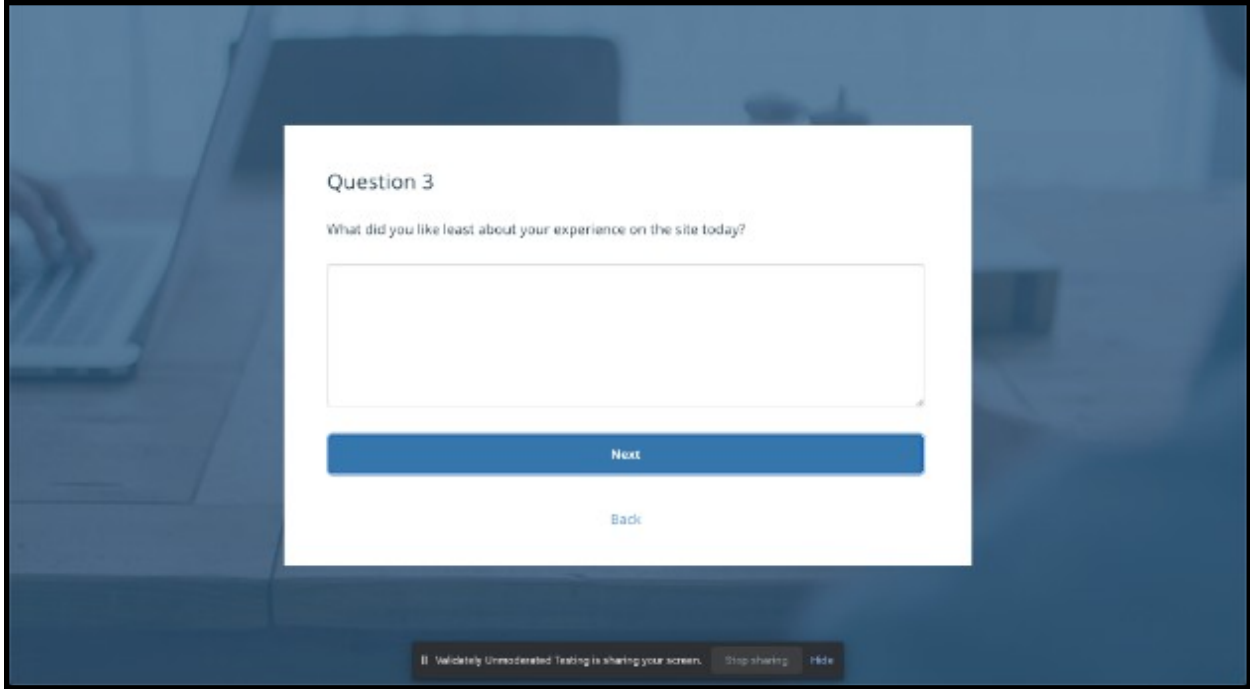 Question 3
What did you like least about your experience on the site today?
Next
Back
Validately Unmoderated Testing is sharing your screen. Stop sharing Hide